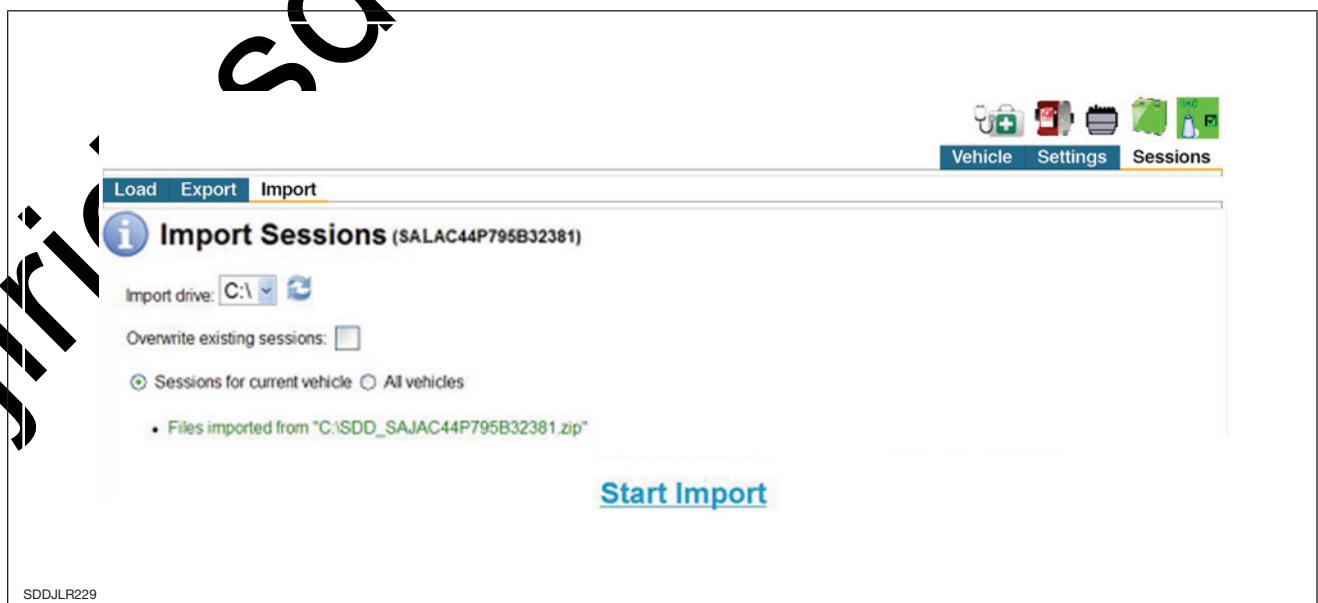 Vehicle Settings Sessions
Load Export Import
Import Sessions (SALAC44P795B32381)
Import drive: C:\
Overwrite existing sessions:
Sessions for current vehicle All vehicles
• Files imported from "C:\SDD_SAJAC44P795B32381.zip"
Start Import
SDDJLR229